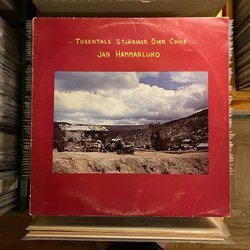 ... TUSENTALS STJÄRNOR ÖVER CHILE ...
JAN HAMMARLUND